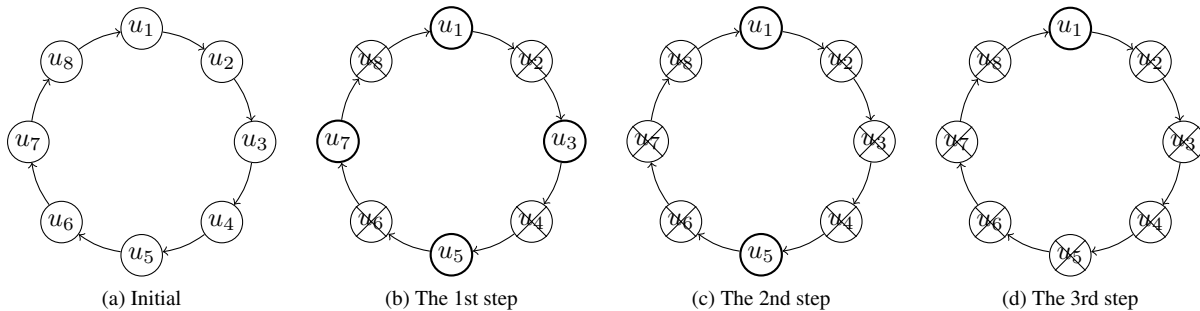 u1
u2
u3
u4
u5
u6
u7
u8
(a) Initial
u1
u2
u3
u4
u5
u6
u7
u8
(b) The 1st step
u1
u2
u3
u4
u5
u6
u7
u8
(c) The 2nd step
u1
u2
u3
u4
u5
u6
u7
u8
(d) The 3rd step